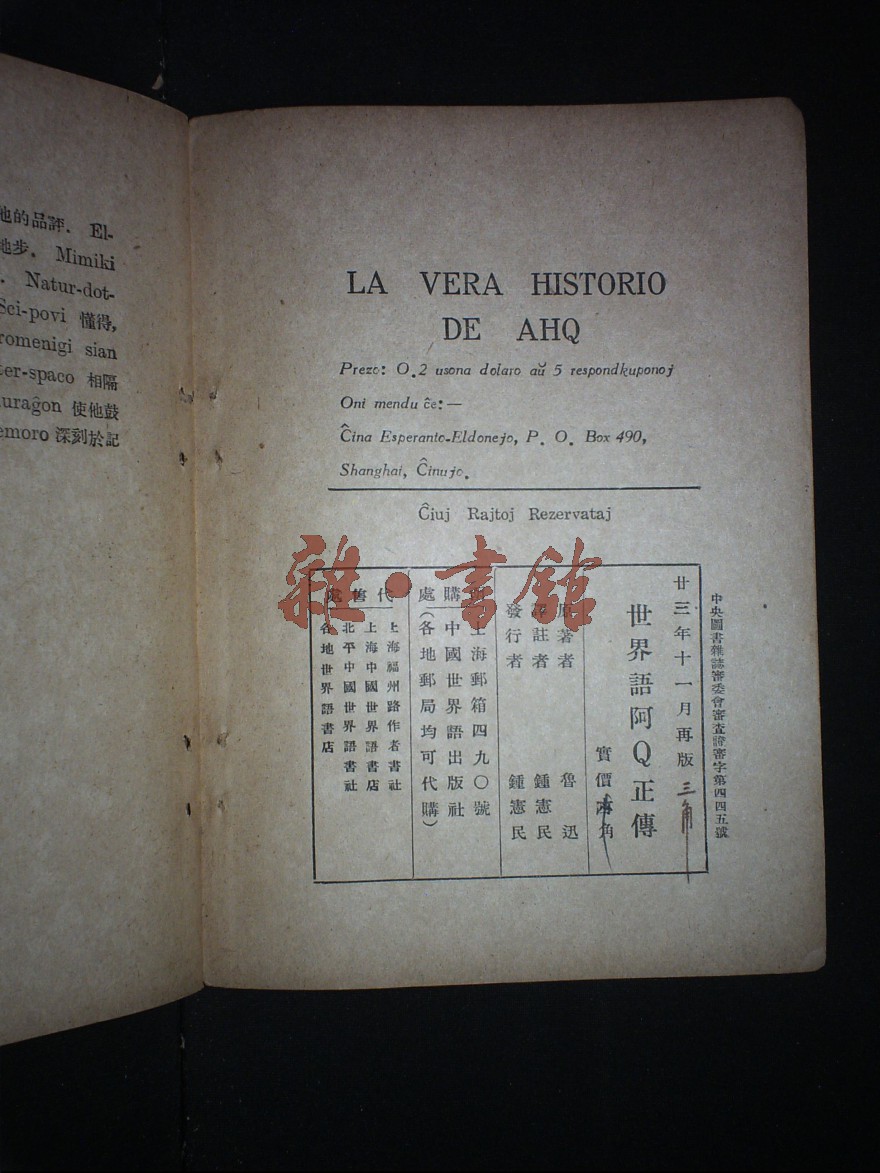 他的品評. El-
地步. Mimiki
Natur-dot-
Sci-povi 懂得,
romenigi sian
ter-spaco 相隔
uraĝon 使他鼓
emoro 深刻於記
LA VERA HISTORIO
DE AHQ
Prezo: 0.2 usona dolaro aŭ 5 respondkuponoj
Oni mendu ĉe:—
Ĉina Esperanto-Eldonejo, P. O. Box 490,
Shanghai, Ĉinujo.
Ĉiuj Rajtoj Rezervataj
雜·書館
中央圖書雜誌審委會審查證審字第四四五號
廿三年十一月再版
三角
世界語阿Q正傳
實價兩角
原著者 魯迅
譯註者 鍾憲民
發行者 鍾憲民
購處
上海郵箱四九〇號
中國世界語出版社
(各地郵局均可代購)
代售處
上海福州路作者書社
上海中國世界語書店
北平中國世界語書社
各地世界語書店